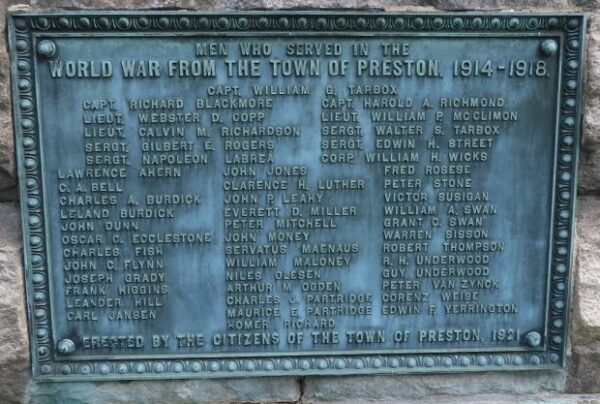 MEN WHO SERVED IN THE
WORLD WAR FROM THE TOWN OF PRESTON, 1914-1918
CAPT. WILLIAM G. TARBOX
CAPT. RICHARD BLACKMORE
LIEUT. WEBSTER D. COPP
LIEUT. CALVIN M. RICHARDSON
SERGT. GILBERT E. ROGERS
SERGT. NAPOLEON LABREA
CAPT. HAROLD A. RICHMOND
LIEUT. WILLIAM P. McCLIMON
SERGT. WALTER S. TARBOX
SERGT. EDWIN H. STREET
CORP. WILLIAM H. WICKS
LAWRENCE AHERN
C. A. BELL
CHARLES A. BURDICK
LELAND BURDICK
JOHN DUNN
OSCAR C. ECCLESTONE
CHARLES FISH
JOHN C. FLYNN
JOSEPH GRADY
FRANK HIGGINS
LEANDER HILL
CARL JANSEN
JOHN JONES
CLARENCE H. LUTHER
JOHN P. LEAHY
EVERETT D. MILLER
PETER MITCHELL
JOHN MONEY
SERVATUS MAENAUS
WILLIAM MALONEY
NILES OLESEN
ARTHUR M. OGDEN
CHARLES J. PARTRIDGE
MAURICE E. PARTRIDGE
HOMER RICHARD
FRED ROSESE
PETER STONE
VICTOR SUSIGAN
WILLIAM A. SWAN
GRANT C. SWAN
WARREN SISSON
ROBERT THOMPSON
R. H. UNDERWOOD
GUY UNDERWOOD
PETER VAN ZYNCK
CORENZ WEISE
EDWIN F. YERRINGTON
ERECTED BY THE CITIZENS OF THE TOWN OF PRESTON, 1921